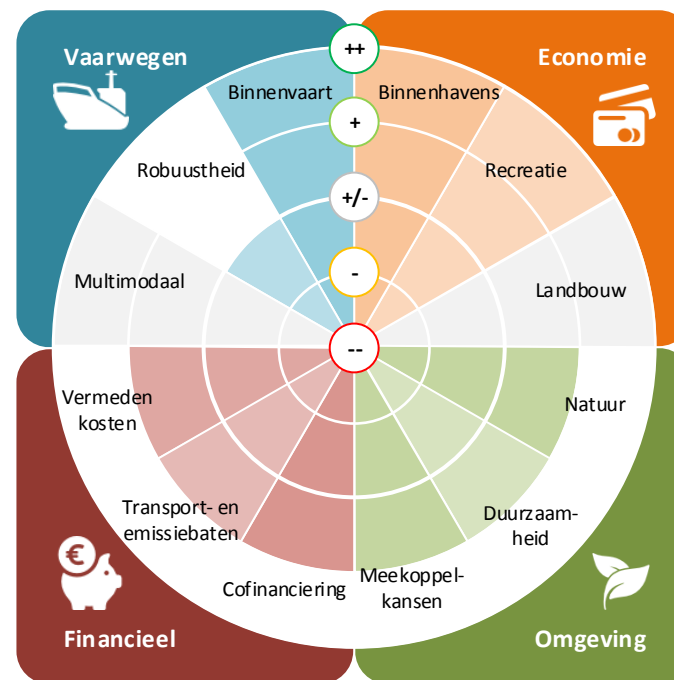 Vaarwegen
++
Economie
Binnenvaart
Binnenhavens
+
Robuustheid
Recreatie
+/-
Multimodaal
-
Landbouw
--
Vermeden
kosten
Natuur
Transport- en
emissiebaten
Duurzaam-
heid
Cofinanciering
Meekoppel-
kansen
€
Financieel
Omgeving